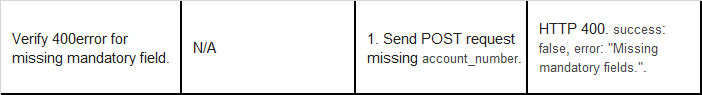 Verify 400error for
missing mandatory field.
N/A
1. Send POST request
missing account_number.
HTTP 400. success:
false, error: "Missing
mandatory fields.".